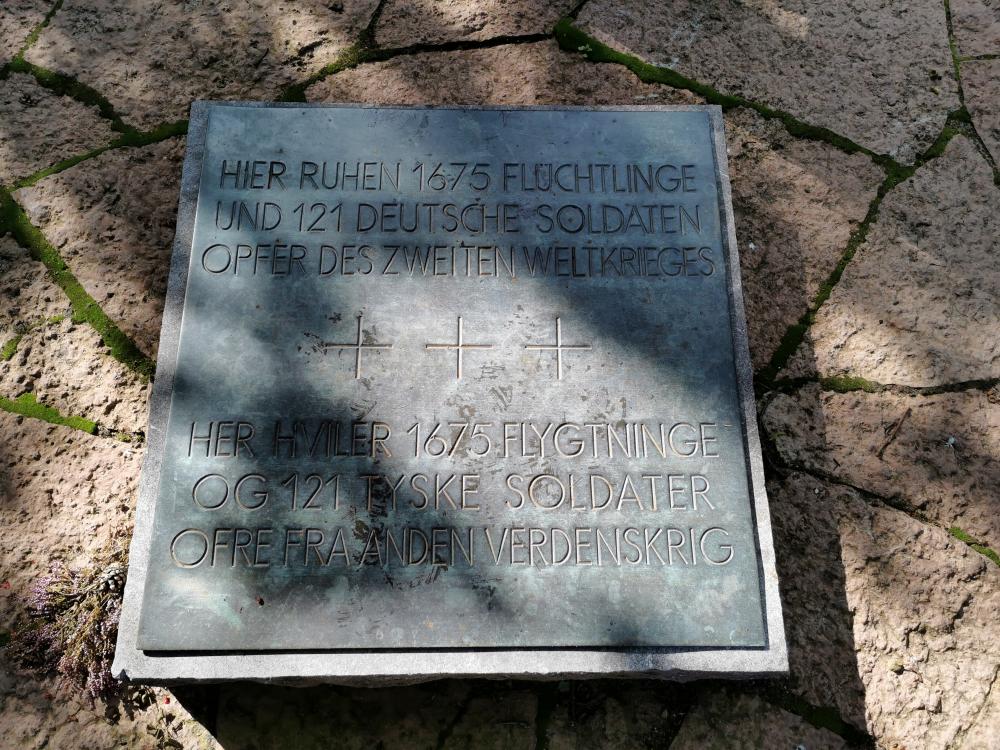 HIER RUHEN 1675 FLÜCHTLINGE
UND 121 DEUTSCHE SOLDATEN
OPFER DES ZWEITEN WELTKRIEGES
HER HVILER 1675 FLYGTNINGE
OG 121 TYSKE SOLDATER
OFRE FRA ANDEN VERDENSKRIG